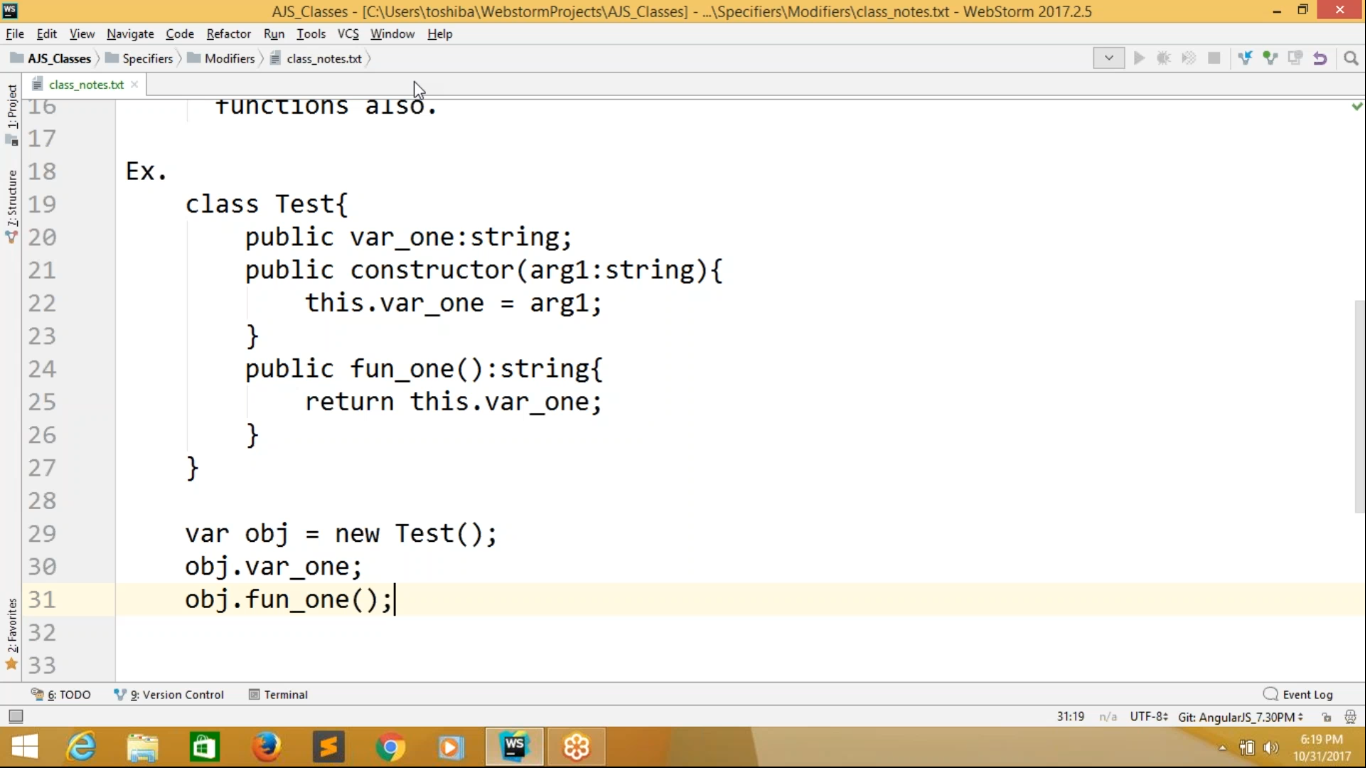 AJS_Classes - [C:\Users\toshiba\WebstormProjects\AJS_Classes] - ...\Specifiers\Modifiers\class_notes.txt - WebStorm 2017.2.5
File Edit View Navigate Code Refactor Run Tools VCS Window Help
AJS_Classes Specifiers Modifiers class_notes.txt
class_notes.txt
1: Project
7: Structure
2: Favorites
16 functions also.
17
18 Ex.
19 class Test{
20 public var_one:string;
21 public constructor(arg1:string){
22 this.var_one = arg1;
23 }
24 public fun_one():string{
25 return this.var_one;
26 }
27 }
28
29 var obj = new Test();
30 obj.var_one;
31 obj.fun_one();
32
33
6: TODO 9: Version Control Terminal Event Log
31:19 n/a UTF-8 Git: AngularJS_7.30PM
WS
6:19 PM
10/31/2017